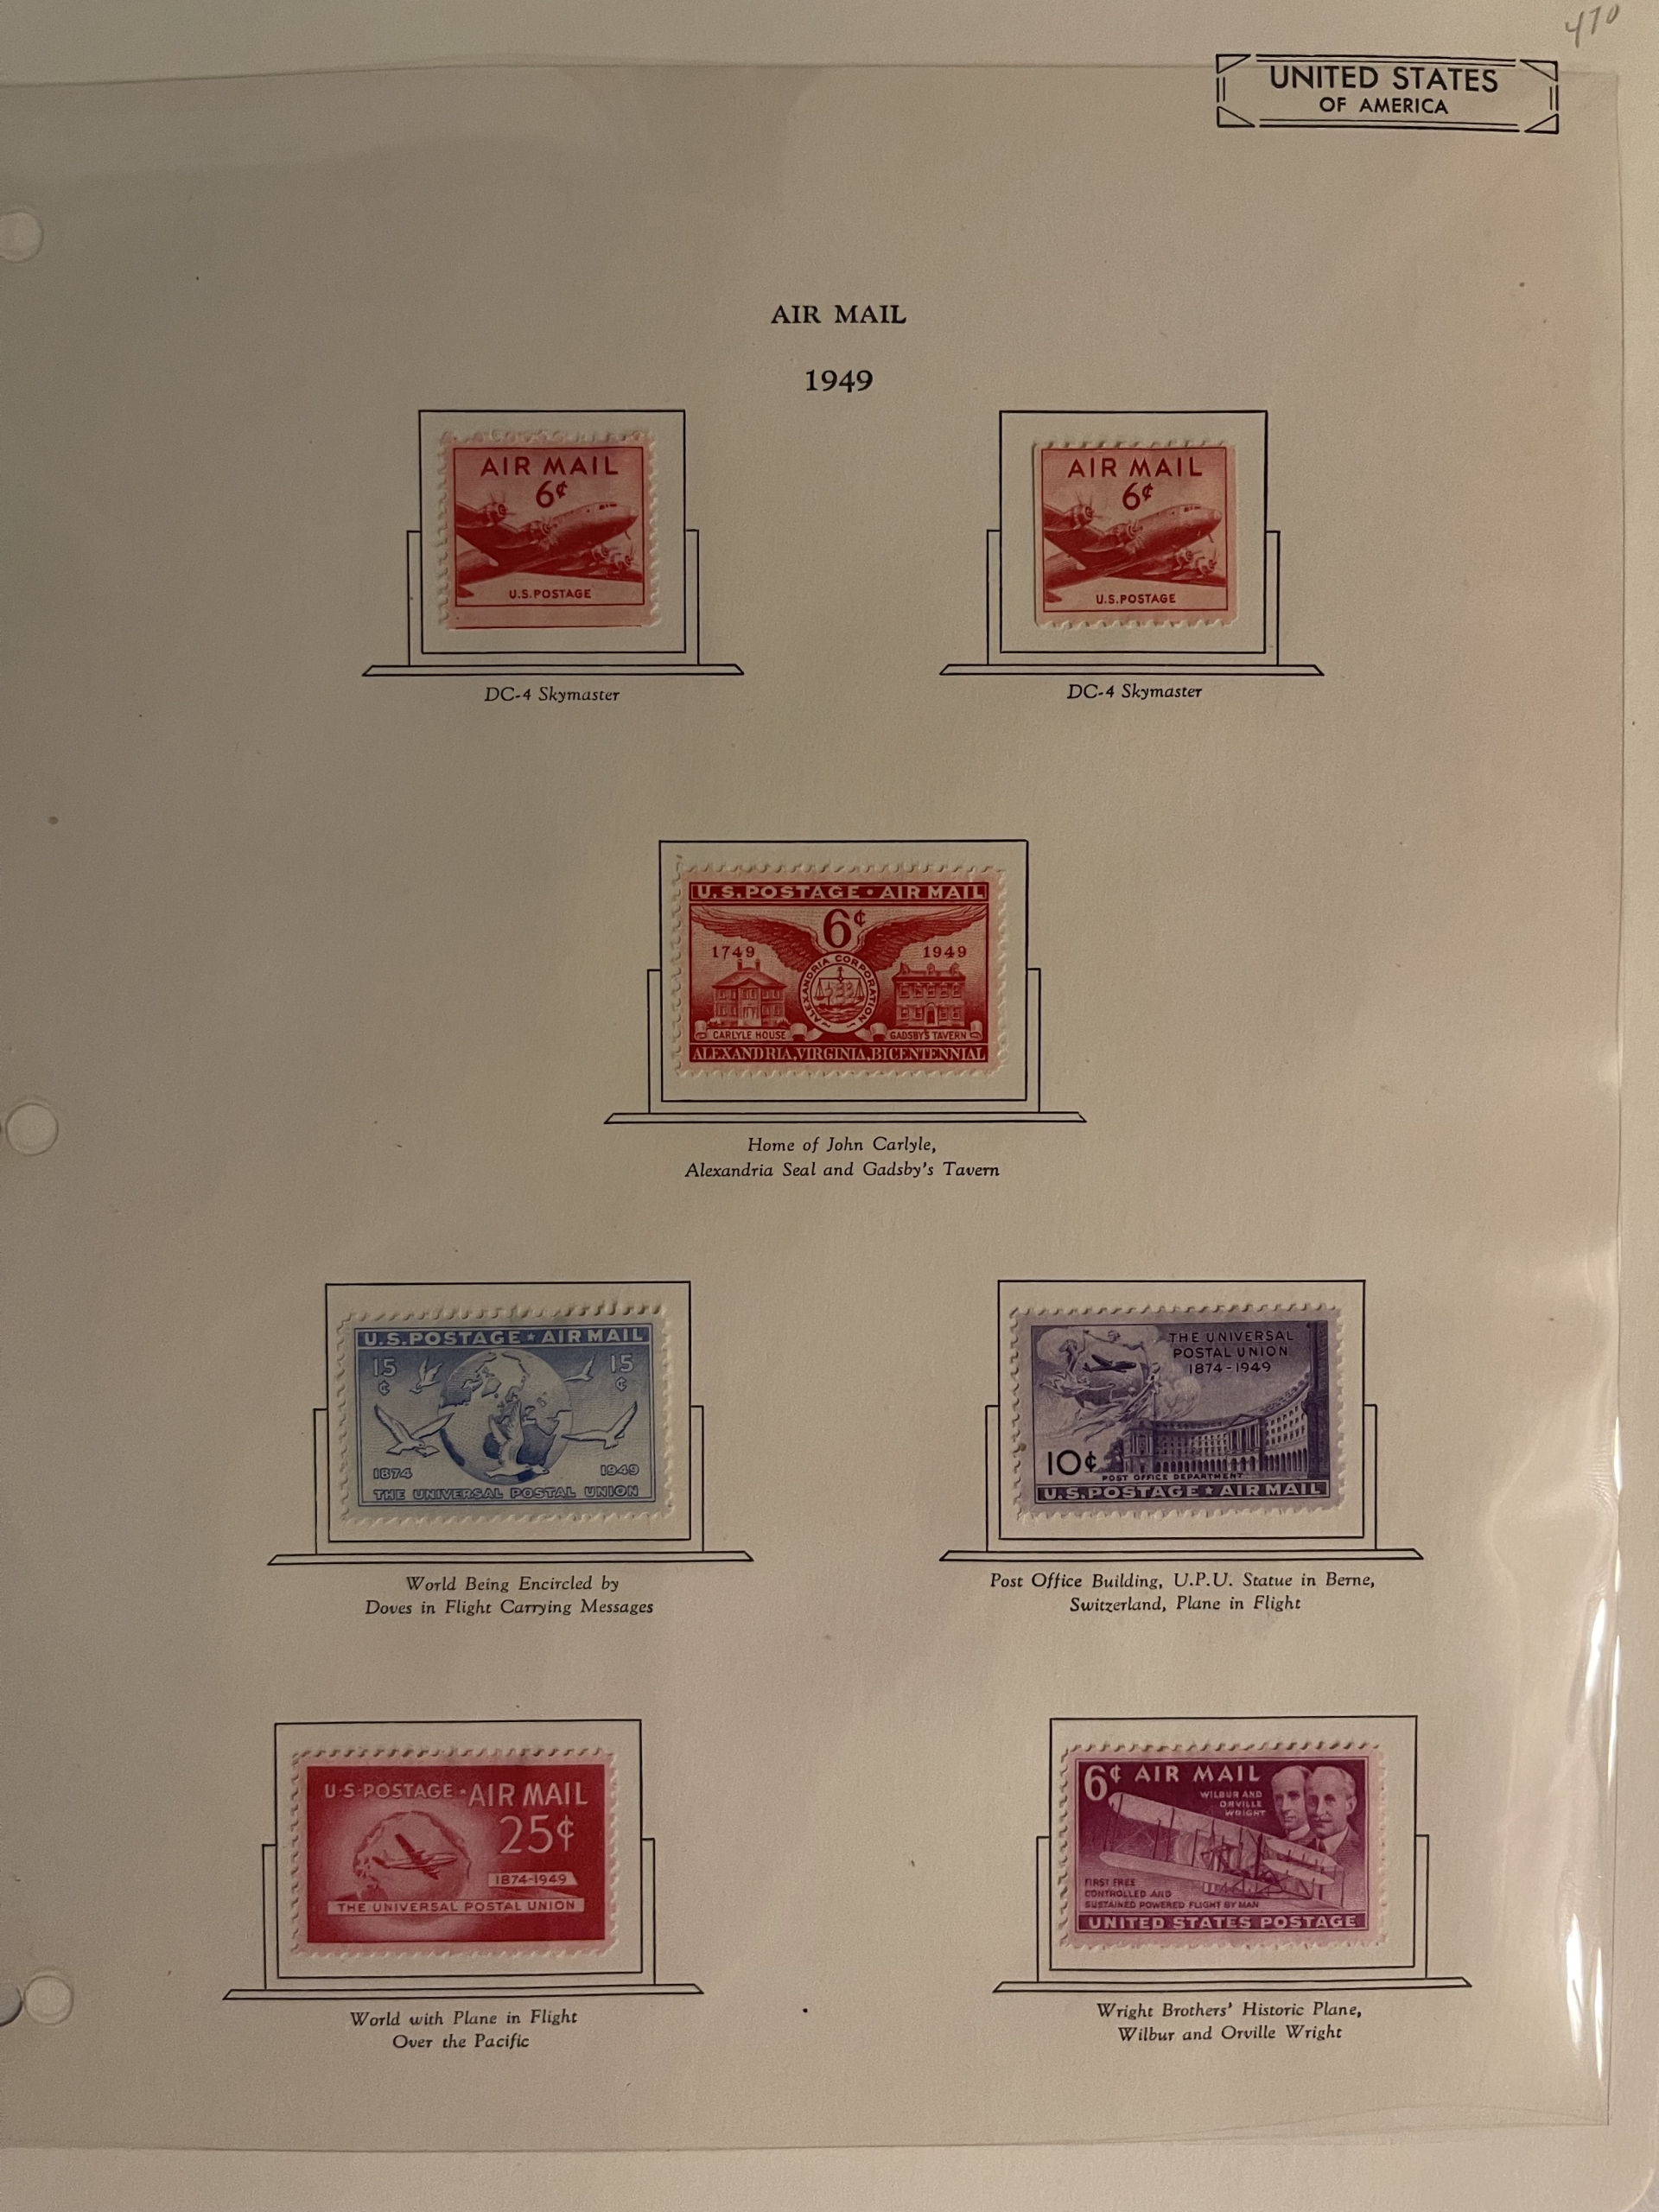 470
UNITED STATES
OF AMERICA
AIR MAIL
1949
AIR MAIL
6¢
U.S. POSTAGE
DC-4 Skymaster
AIR MAIL
6¢
U.S. POSTAGE
DC-4 Skymaster
U.S. POSTAGE • AIR MAIL
6¢
1749
1949
ALEXANDRIA CORPORATION
CARLYLE HOUSE
GADSBY'S TAVERN
ALEXANDRIA, VIRGINIA, BICENTENNIAL
Home of John Carlyle,
Alexandria Seal and Gadsby's Tavern
U.S. POSTAGE ★ AIR MAIL
15¢
15¢
1874
1949
THE UNIVERSAL POSTAL UNION
World Being Encircled by
Doves in Flight Carrying Messages
THE UNIVERSAL
POSTAL UNION
1874-1949
10¢
POST OFFICE DEPARTMENT
U.S. POSTAGE ★ AIR MAIL
Post Office Building, U.P.U. Statue in Berne,
Switzerland, Plane in Flight
U·S·POSTAGE · AIR MAIL
25¢
1874-1949
THE UNIVERSAL POSTAL UNION
World with Plane in Flight
Over the Pacific
6¢ AIR MAIL
WILBUR AND
ORVILLE
WRIGHT
FIRST FREE
CONTROLLED AND
SUSTAINED POWERED FLIGHT BY MAN
UNITED STATES POSTAGE
Wright Brothers' Historic Plane,
Wilbur and Orville Wright